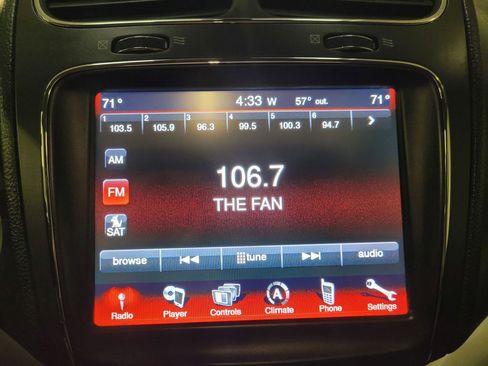 71° 4:33 W 57° out. 71°
1 2 3 4 5 6
103.5 105.9 96.3 99.5 100.3 94.7
AM
106.7
FM
THE FAN
SAT
browse tune audio
A
Radio Player Controls Climate Phone Settings